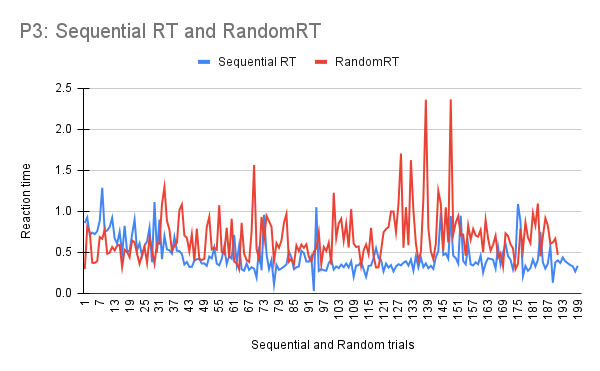 P3: Sequential RT and RandomRT
Sequential RT RandomRT
2.5
2.0
1.5
1.0
0.5
0.0
Reaction time
1 7 13 19 25 31 37 43 49 55 61 67 73 79 85 91 97 103 109 115 121 127 133 139 145 151 157 163 169 175 181 187 193 199
Sequential and Random trials